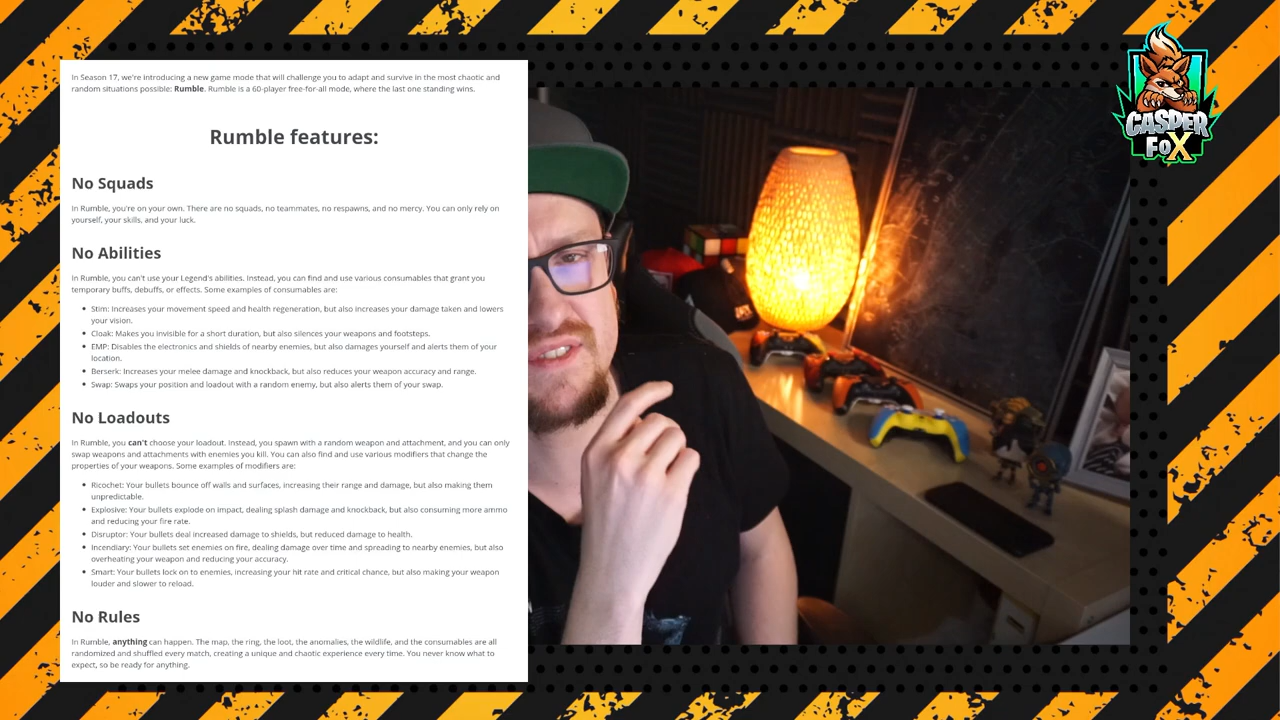 In Season 17, we're introducing a new game mode that will challenge you to adapt and survive in the most chaotic and
random situations possible: Rumble. Rumble is a 60-player free-for-all mode, where the last one standing wins.
Rumble features:
No Squads
In Rumble, you're on your own. There are no squads, no teammates, no respawns, and no mercy. You can only rely on
yourself, your skills, and your luck.
No Abilities
In Rumble, you can't use your Legend's abilities. Instead, you can find and use various consumables that grant you
temporary buffs, debuffs, or effects. Some examples of consumables are:
• Stim: Increases your movement speed and health regeneration, but also increases your damage taken and lowers
your vision.
• Cloak: Makes you invisible for a short duration, but also silences your weapons and footsteps.
• EMP: Disables the electronics and shields of nearby enemies, but also damages yourself and alerts them of your
location.
• Berserk: Increases your melee damage and knockback, but also reduces your weapon accuracy and range.
• Swap: Swaps your position and loadout with a random enemy, but also alerts them of your swap.
No Loadouts
In Rumble, you can't choose your loadout. Instead, you spawn with a random weapon and attachment, and you can only
swap weapons and attachments with enemies you kill. You can also find and use various modifiers that change the
properties of your weapons. Some examples of modifiers are:
• Ricochet: Your bullets bounce off walls and surfaces, increasing their range and damage, but also making them
unpredictable.
• Explosive: Your bullets explode on impact, dealing splash damage and knockback, but also consuming more ammo
and reducing your fire rate.
• Disruptor: Your bullets deal increased damage to shields, but reduced damage to health.
• Incendiary: Your bullets set enemies on fire, dealing damage over time and spreading to nearby enemies, but also
overheating your weapon and reducing your accuracy.
• Smart: Your bullets lock on to enemies, increasing your hit rate and critical chance, but also making your weapon
louder and slower to reload.
No Rules
In Rumble, anything can happen. The map, the ring, the loot, the anomalies, the wildlife, and the consumables are all
randomized and shuffled every match, creating a unique and chaotic experience every time. You never know what to
expect, so be ready for anything.
CASPER
FOX